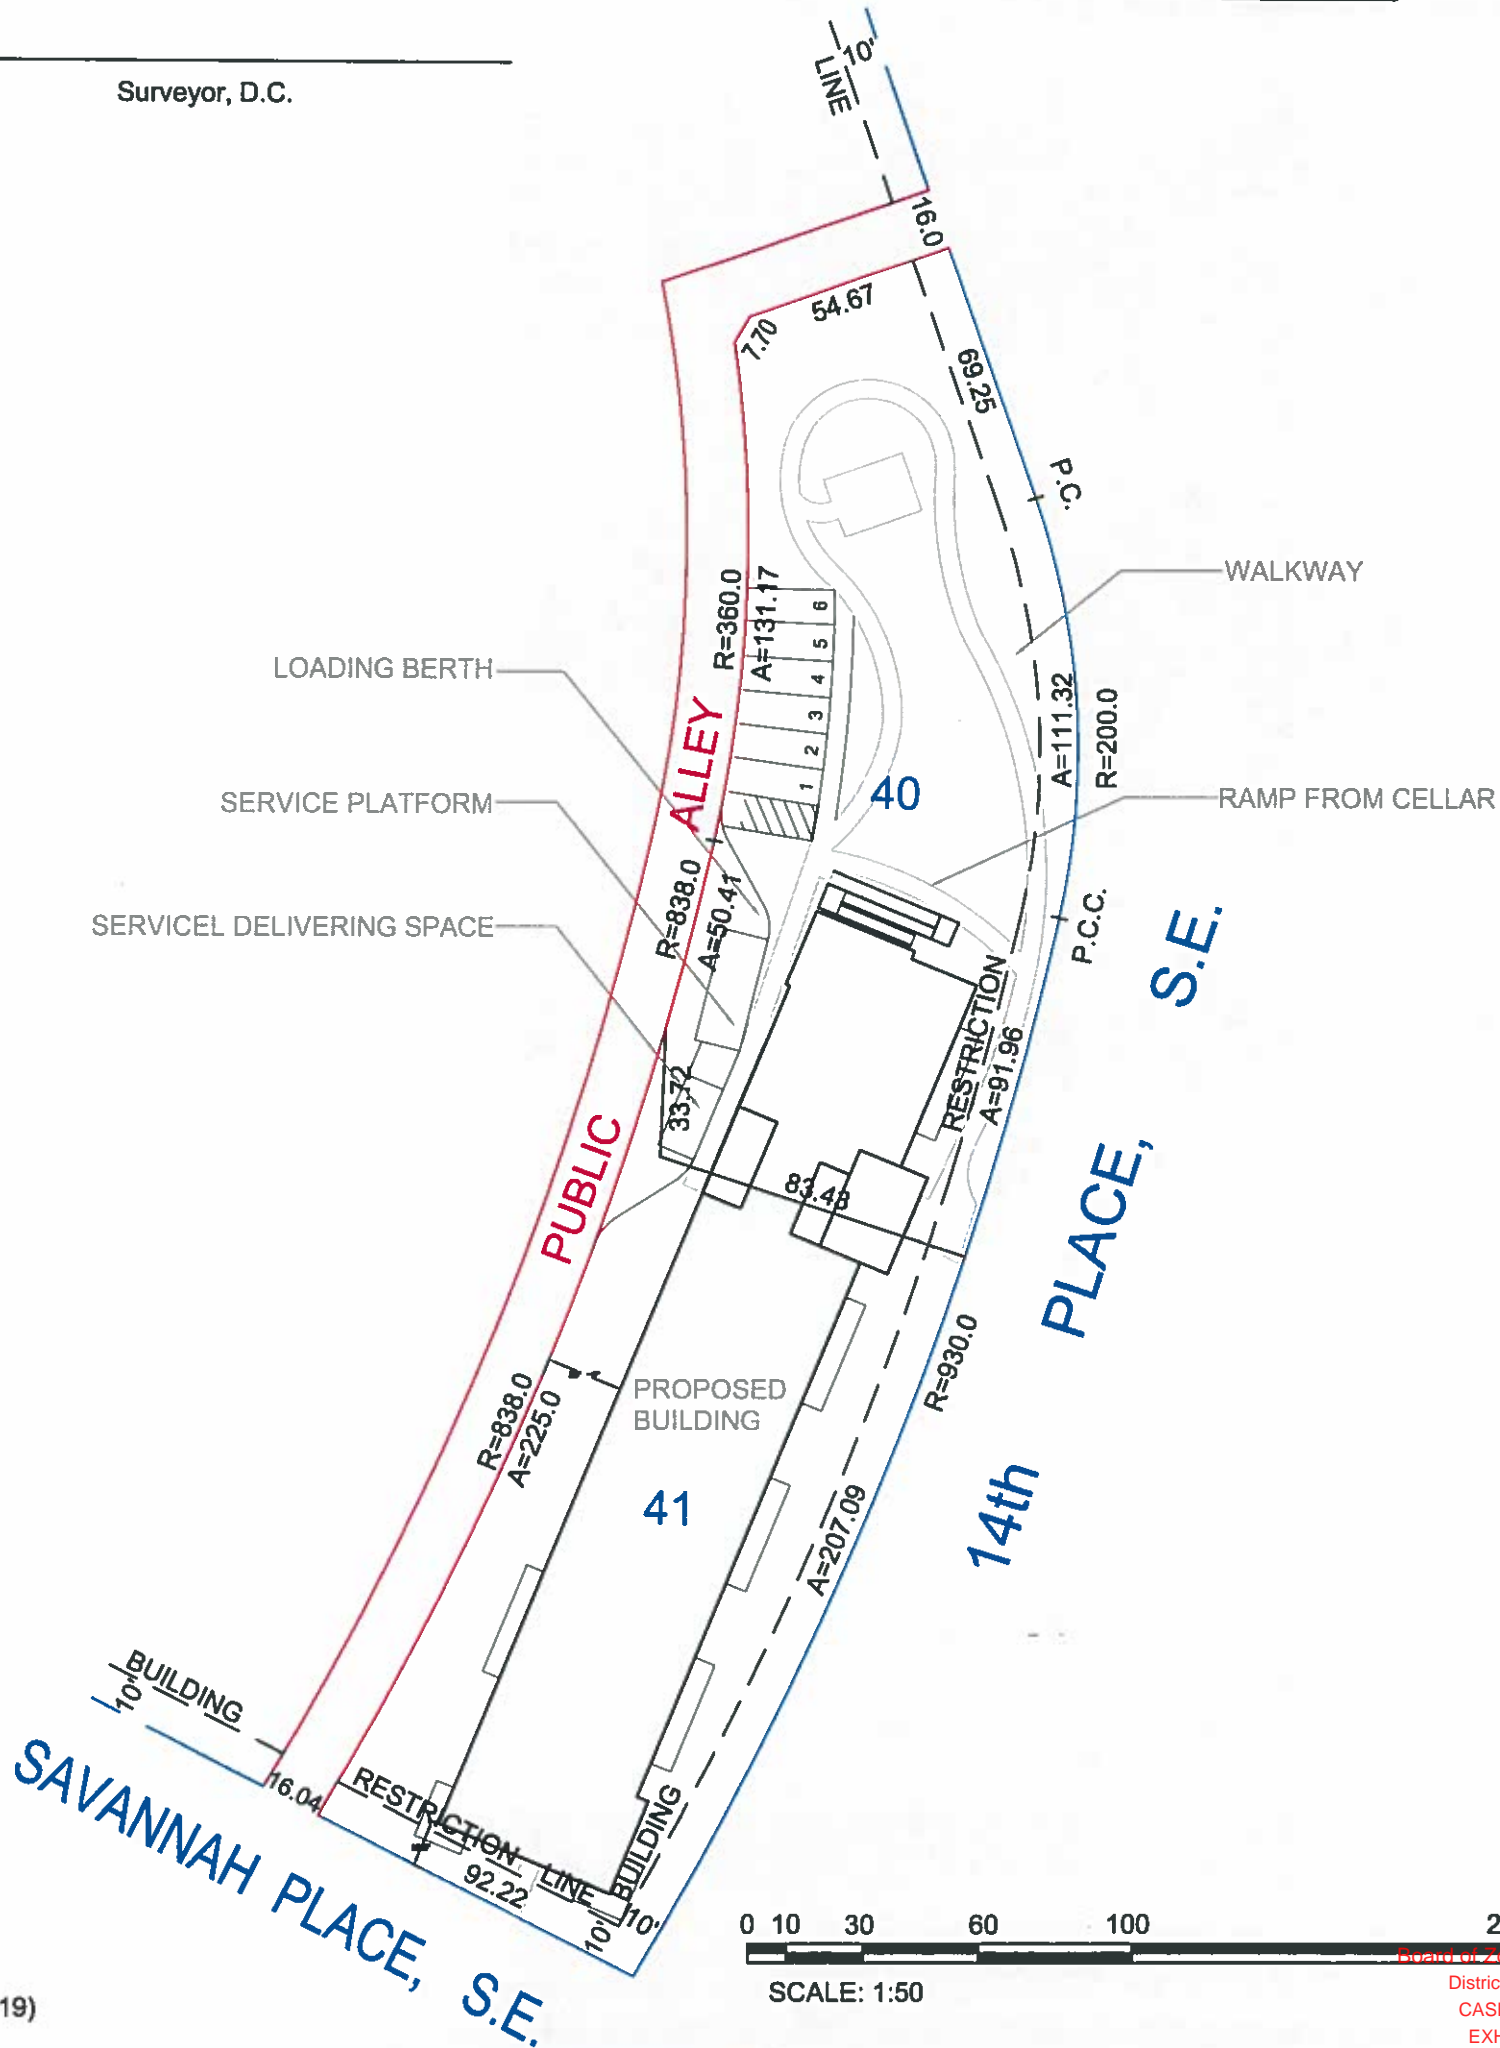 Surveyor, D.C.
10'
LINE
16.0
54.67
7.70
69.25
P.C.
WALKWAY
R=360.0
A=131.17
6
5
4
3
2
1
LOADING BERTH
ALLEY
A=111.32
R=200.0
40
SERVICE PLATFORM
RAMP FROM CELLAR
R=838.0
A=50.41
SERVICEL DELIVERING SPACE
P.C.C.
S.E.
RESTRICTION
A=91.96
33.72
PUBLIC
83.48
PLACE,
R=930.0
PROPOSED
BUILDING
R=838.0
A=225.0
41
14th
A=207.09
BUILDING
10'
16.04
RESTRICTION LINE
BUILDING
92.22
10'
10'
SAVANNAH PLACE, S.E.
0 10 30 60 100
SCALE: 1:50
19)